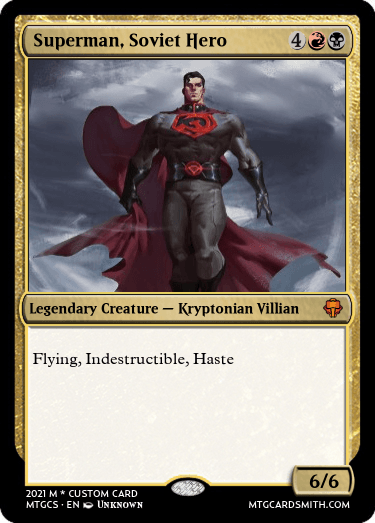 Superman, Soviet Hero 4
Legendary Creature — Kryptonian Villian
Flying, Indestructible, Haste
6/6
2021 M * CUSTOM CARD
MTGCS · EN Unknown
MTGCARDSMITH.COM